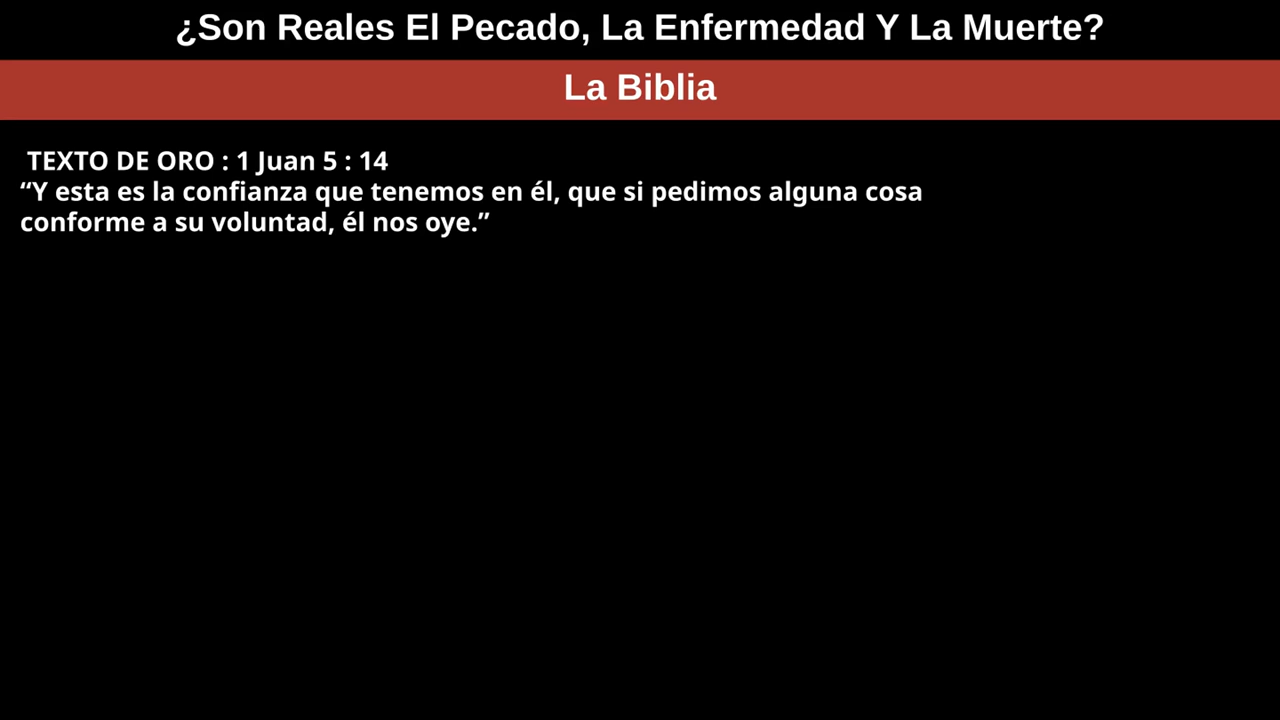 ¿Son Reales El Pecado, La Enfermedad Y La Muerte?
La Biblia
TEXTO DE ORO : 1 Juan 5 : 14
“Y esta es la confianza que tenemos en él, que si pedimos alguna cosa
conforme a su voluntad, él nos oye.”